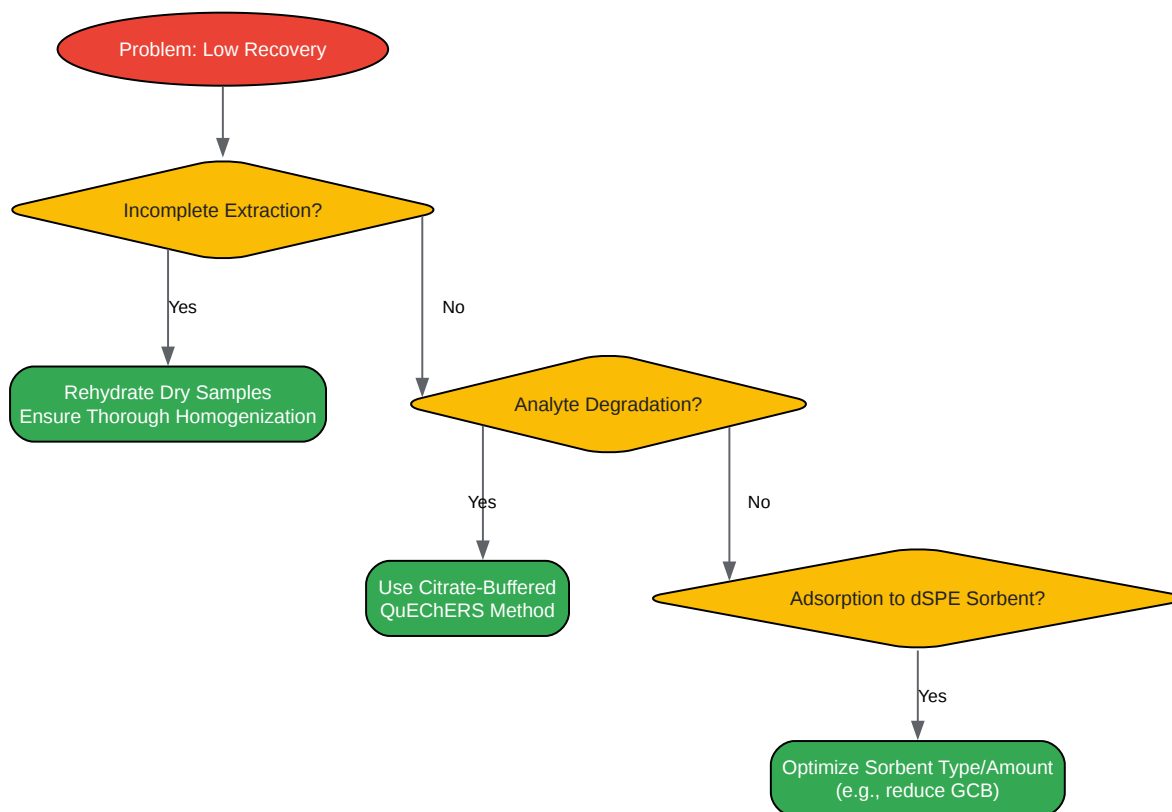 Problem: Low Recovery
Incomplete Extraction?
Yes
No
Rehydrate Dry Samples
Ensure Thorough Homogenization
Analyte Degradation?
Yes
No
Use Citrate-Buffered
QuEChERS Method
Adsorption to dSPE Sorbent?
Yes
Optimize Sorbent Type/Amount
(e.g., reduce GCB)